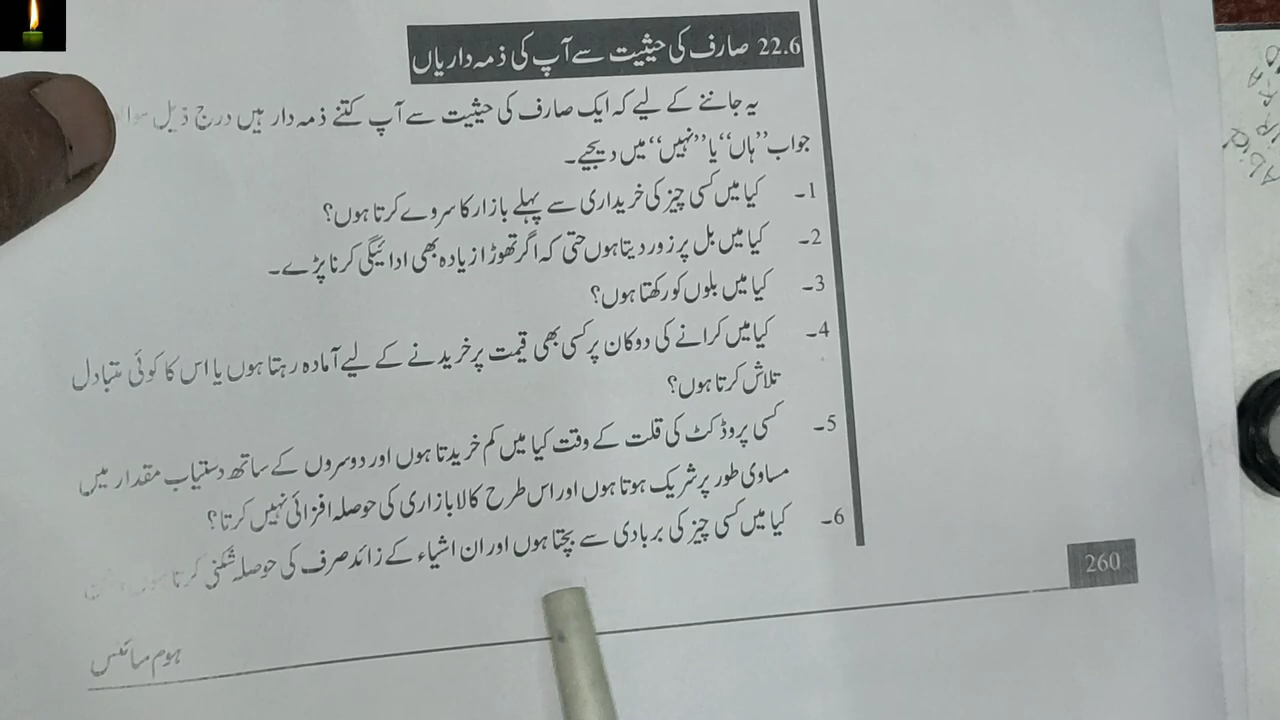 22.6 صارف کی حیثیت سے آپ کی ذمہ داریاں
یہ جاننے کے لیے کہ ایک صارف کی حیثیت سے آپ کتنے ذمہ دار ہیں درج ذیل
جواب ’’ہاں‘‘ یا ’’نہیں‘‘ میں دیجیے۔
1۔ کیا میں کسی چیز کی خریداری سے پہلے بازار کا سروے کرتا ہوں؟
2۔ کیا میں بل پر زور دیتا ہوں حتی کہ اگر تھوڑا زیادہ بھی ادائیگی کرنا پڑے۔
3۔ کیا میں بلوں کو رکھتا ہوں؟
4۔ کیا میں کرانے کی دوکان پر کسی بھی قیمت پر خریدنے کے لیے آمادہ رہتا ہوں یا اس کا کوئی متبادل
تلاش کرتا ہوں؟
5۔ کسی پروڈکٹ کی قلت کے وقت کیا میں کم خریدتا ہوں اور دوسروں کے ساتھ دستیاب مقدار میں
مساوی طور پر شریک ہوتا ہوں اور اس طرح کالا بازاری کی حوصلہ افزائی نہیں کرتا؟
6۔ کیا میں کسی چیز کی بربادی سے بچتا ہوں اور ان اشیاء کے زائد صرف کی حوصلہ شکنی کرتا
260
ہوم سائنس